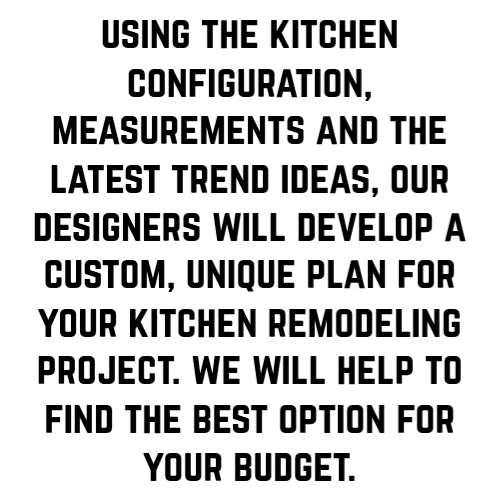 USING THE KITCHEN
CONFIGURATION,
MEASUREMENTS AND THE
LATEST TREND IDEAS, OUR
DESIGNERS WILL DEVELOP A
CUSTOM, UNIQUE PLAN FOR
YOUR KITCHEN REMODELING
PROJECT. WE WILL HELP TO
FIND THE BEST OPTION FOR
YOUR BUDGET.